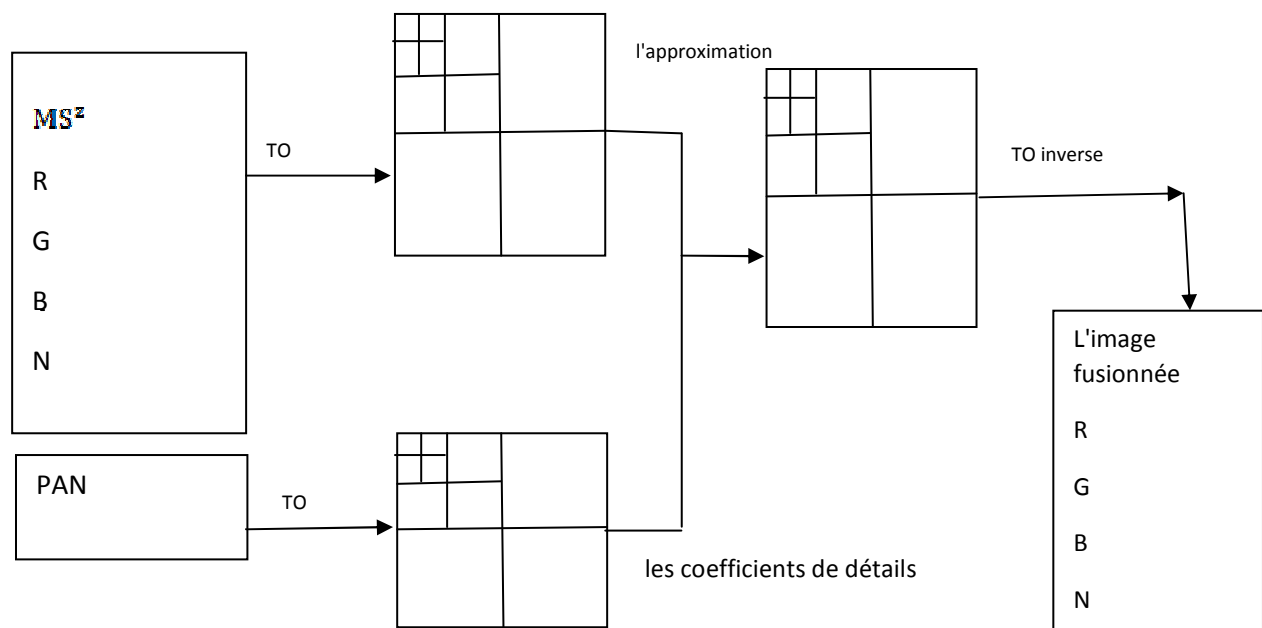 MS²
R
G
B
N
TO
l'approximation
TO inverse
PAN
TO
les coefficients de détails
L'image
fusionnée
R
G
B
N